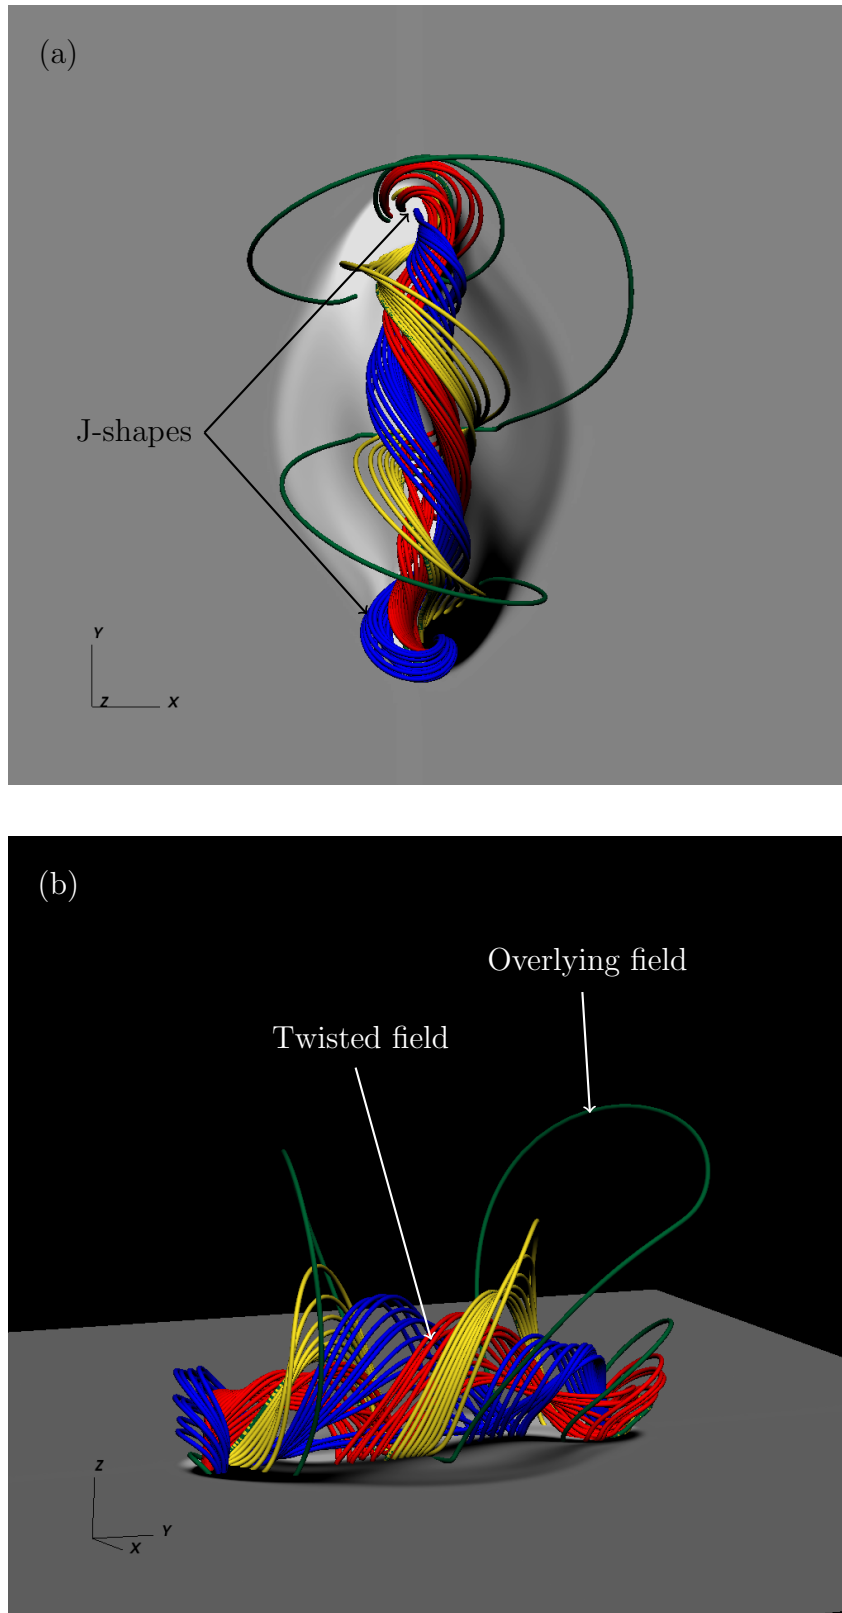 (a)
J-shapes
Y
Z
X
(b)
Overlying field
Twisted field
Z
Y
X